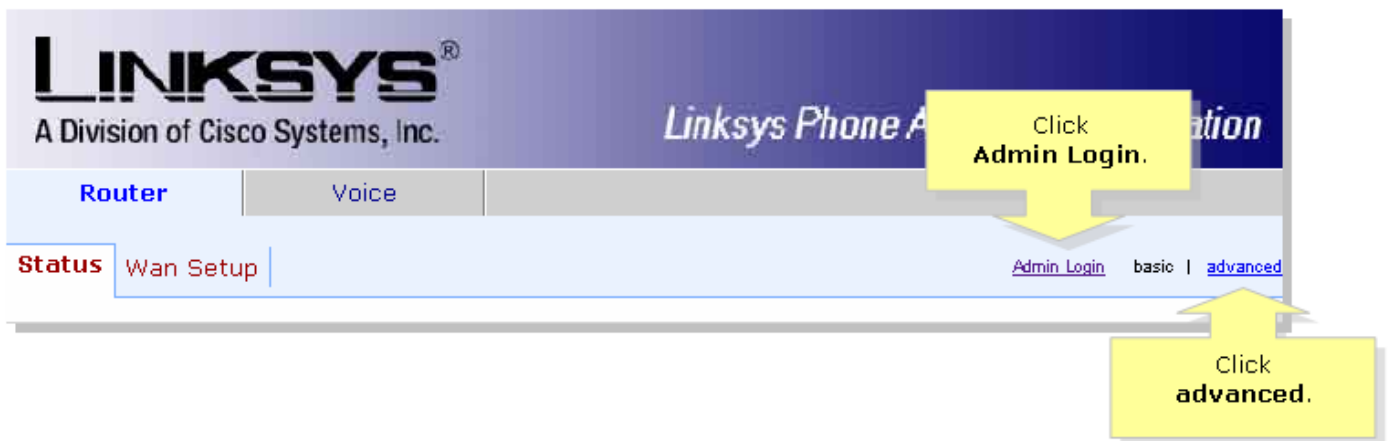 LINKSYS®
A Division of Cisco Systems, Inc.
Linksys Phone A
ation
Click
Admin Login.
Router
Voice
Status
Wan Setup
Admin Login basic | advanced
Click
advanced.